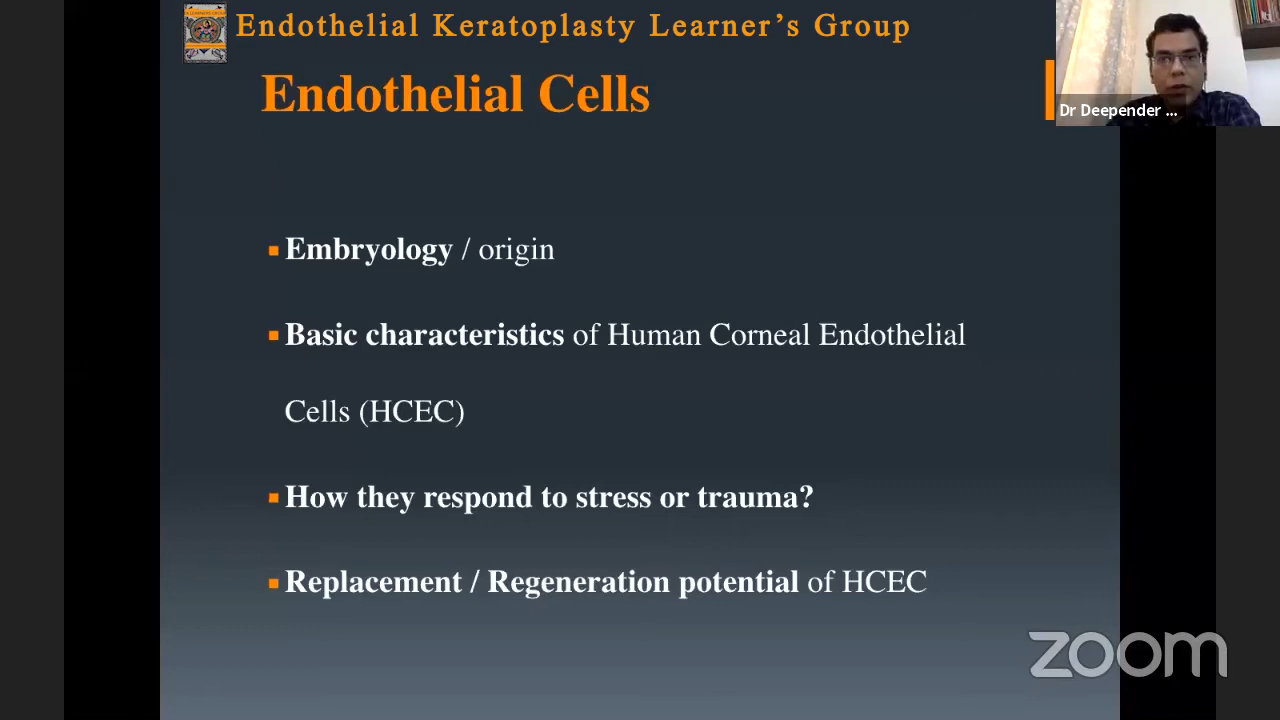 Endothelial Keratoplasty Learner's Group
Endothelial Cells
Dr Deepender ...
Embryology / origin
Basic characteristics of Human Corneal Endothelial
Cells (HCEC)
How they respond to stress or trauma?
Replacement / Regeneration potential of HCEC
zoom